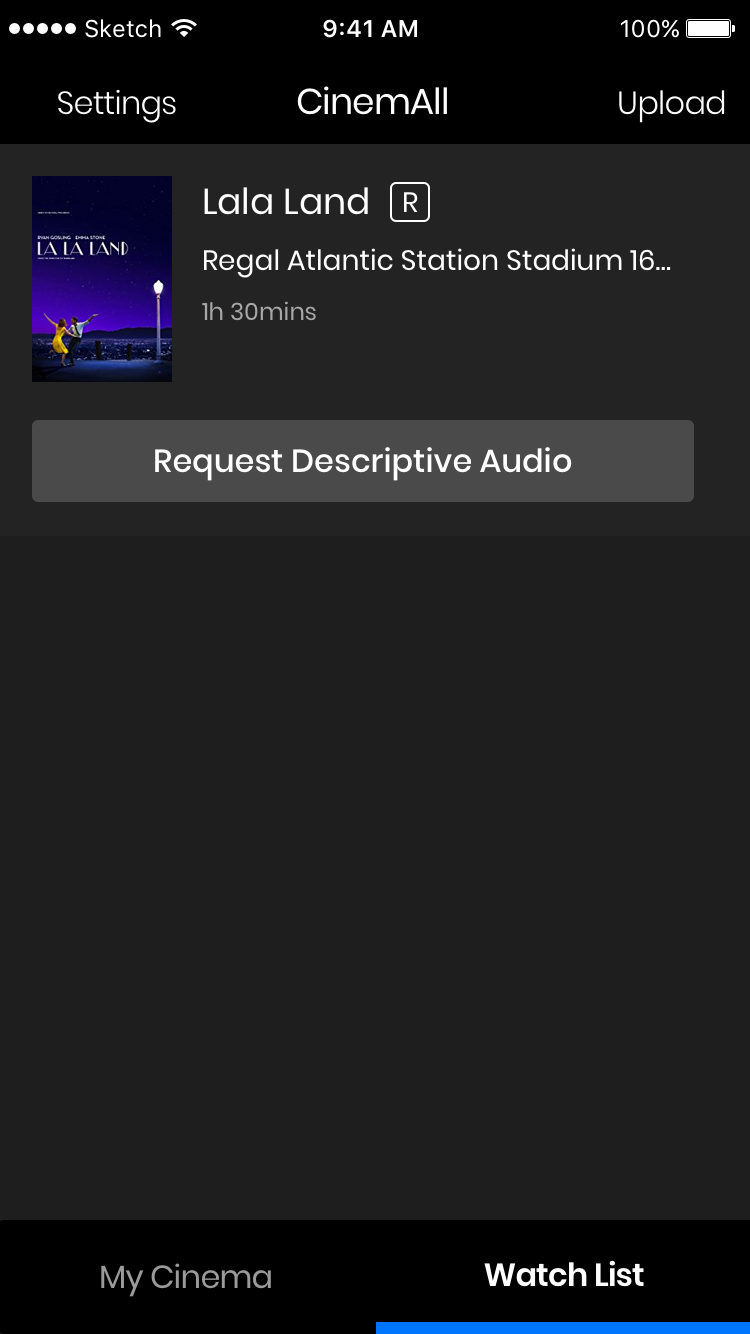 Sketch 9:41 AM 100%
Settings CinemAll Upload
Lala Land R
Regal Atlantic Station Stadium 16...
1h 30mins
RYAN GOSLING EMMA STONE
LA LA LAND
Request Descriptive Audio
My Cinema Watch List